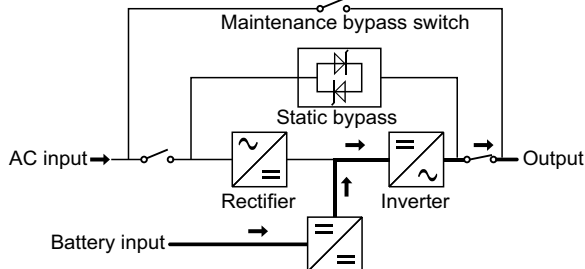 Maintenance bypass switch
Static bypass
AC input
Output
Rectifier
Inverter
Battery input